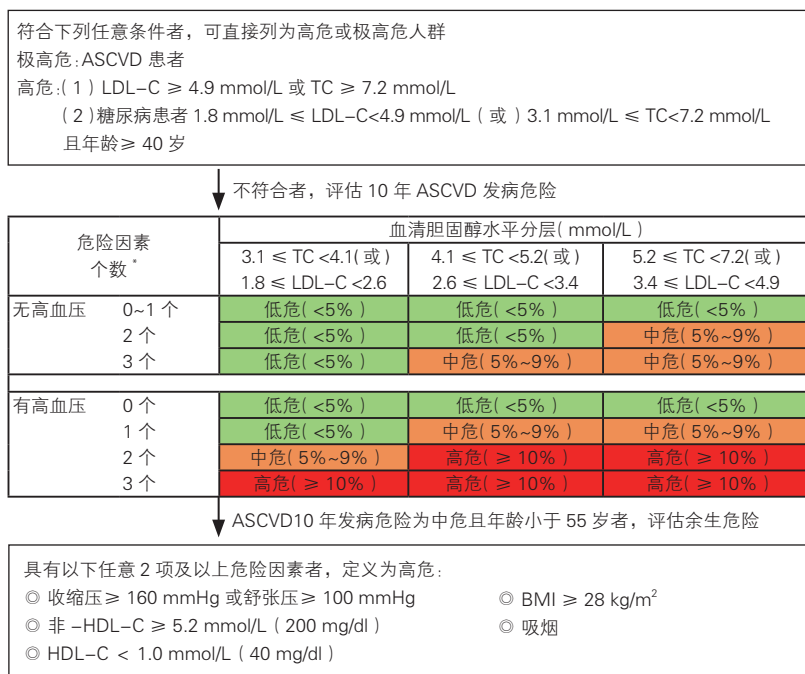 符合下列任意条件者，可直接列为高危或极高危人群
极高危:ASCVD 患者
高危:( 1 ) LDL-C ≥ 4.9 mmol/L 或 TC ≥ 7.2 mmol/L
( 2 )糖尿病患者 1.8 mmol/L ≤ LDL-C<4.9 mmol/L ( 或 ) 3.1 mmol/L ≤ TC<7.2 mmol/L
且年龄≥ 40 岁
不符合者，评估 10 年 ASCVD 发病危险
危险因素
个数*
血清胆固醇水平分层( mmol/L )
3.1 ≤ TC <4.1( 或 ) 4.1 ≤ TC <5.2( 或 ) 5.2 ≤ TC <7.2( 或 )
1.8 ≤ LDL-C <2.6 2.6 ≤ LDL-C <3.4 3.4 ≤ LDL-C <4.9
无高血压 0~1 个 低危( <5% ) 低危( <5% ) 低危( <5% )
2 个 低危( <5% ) 低危( <5% ) 中危( 5%~9% )
3 个 低危( <5% ) 中危( 5%~9% ) 中危( 5%~9% )
有高血压 0 个 低危( <5% ) 低危( <5% ) 低危( <5% )
1 个 低危( <5% ) 中危( 5%~9% ) 中危( 5%~9% )
2 个 中危( 5%~9% ) 高危( ≥ 10% ) 高危( ≥ 10% )
3 个 高危( ≥ 10% ) 高危( ≥ 10% ) 高危( ≥ 10% )
ASCVD10 年发病危险为中危且年龄小于 55 岁者，评估余生危险
具有以下任意 2 项及以上危险因素者，定义为高危:
◎ 收缩压≥ 160 mmHg 或舒张压≥ 100 mmHg ◎ BMI ≥ 28 kg/m²
◎ 非 -HDL-C ≥ 5.2 mmol/L ( 200 mg/dl ) ◎ 吸烟
◎ HDL-C < 1.0 mmol/L ( 40 mg/dl )